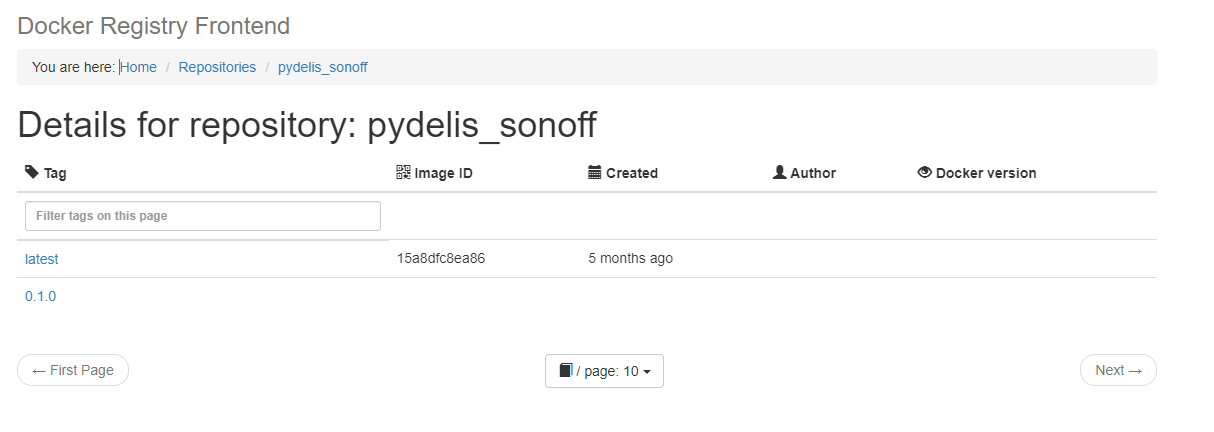 Docker Registry Frontend
You are here: Home / Repositories / pydelis_sonoff
Details for repository: pydelis_sonoff
Tag Image ID Created Author Docker version
Filter tags on this page
latest 15a8dfc8ea86 5 months ago
0.1.0
← First Page / page: 10 Next →